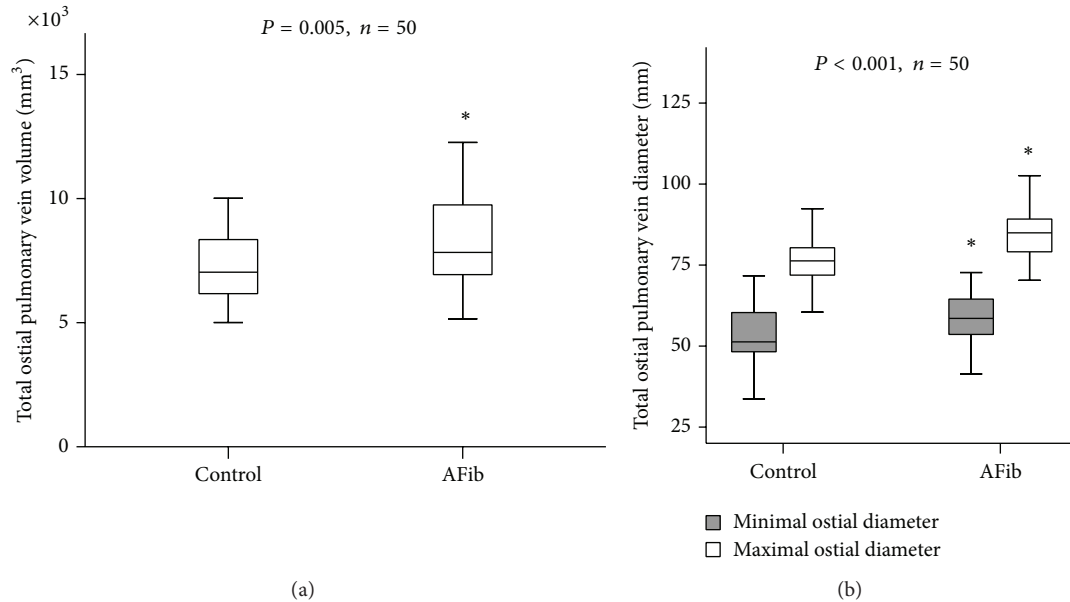 ×10³
P = 0.005, n = 50
Total ostial pulmonary vein volume (mm³)
15
10
5
0
*
Control
AFib
(a)
P < 0.001, n = 50
Total ostial pulmonary vein diameter (mm)
125
100
75
50
25
*
*
Control
AFib
Minimal ostial diameter
Maximal ostial diameter
(b)